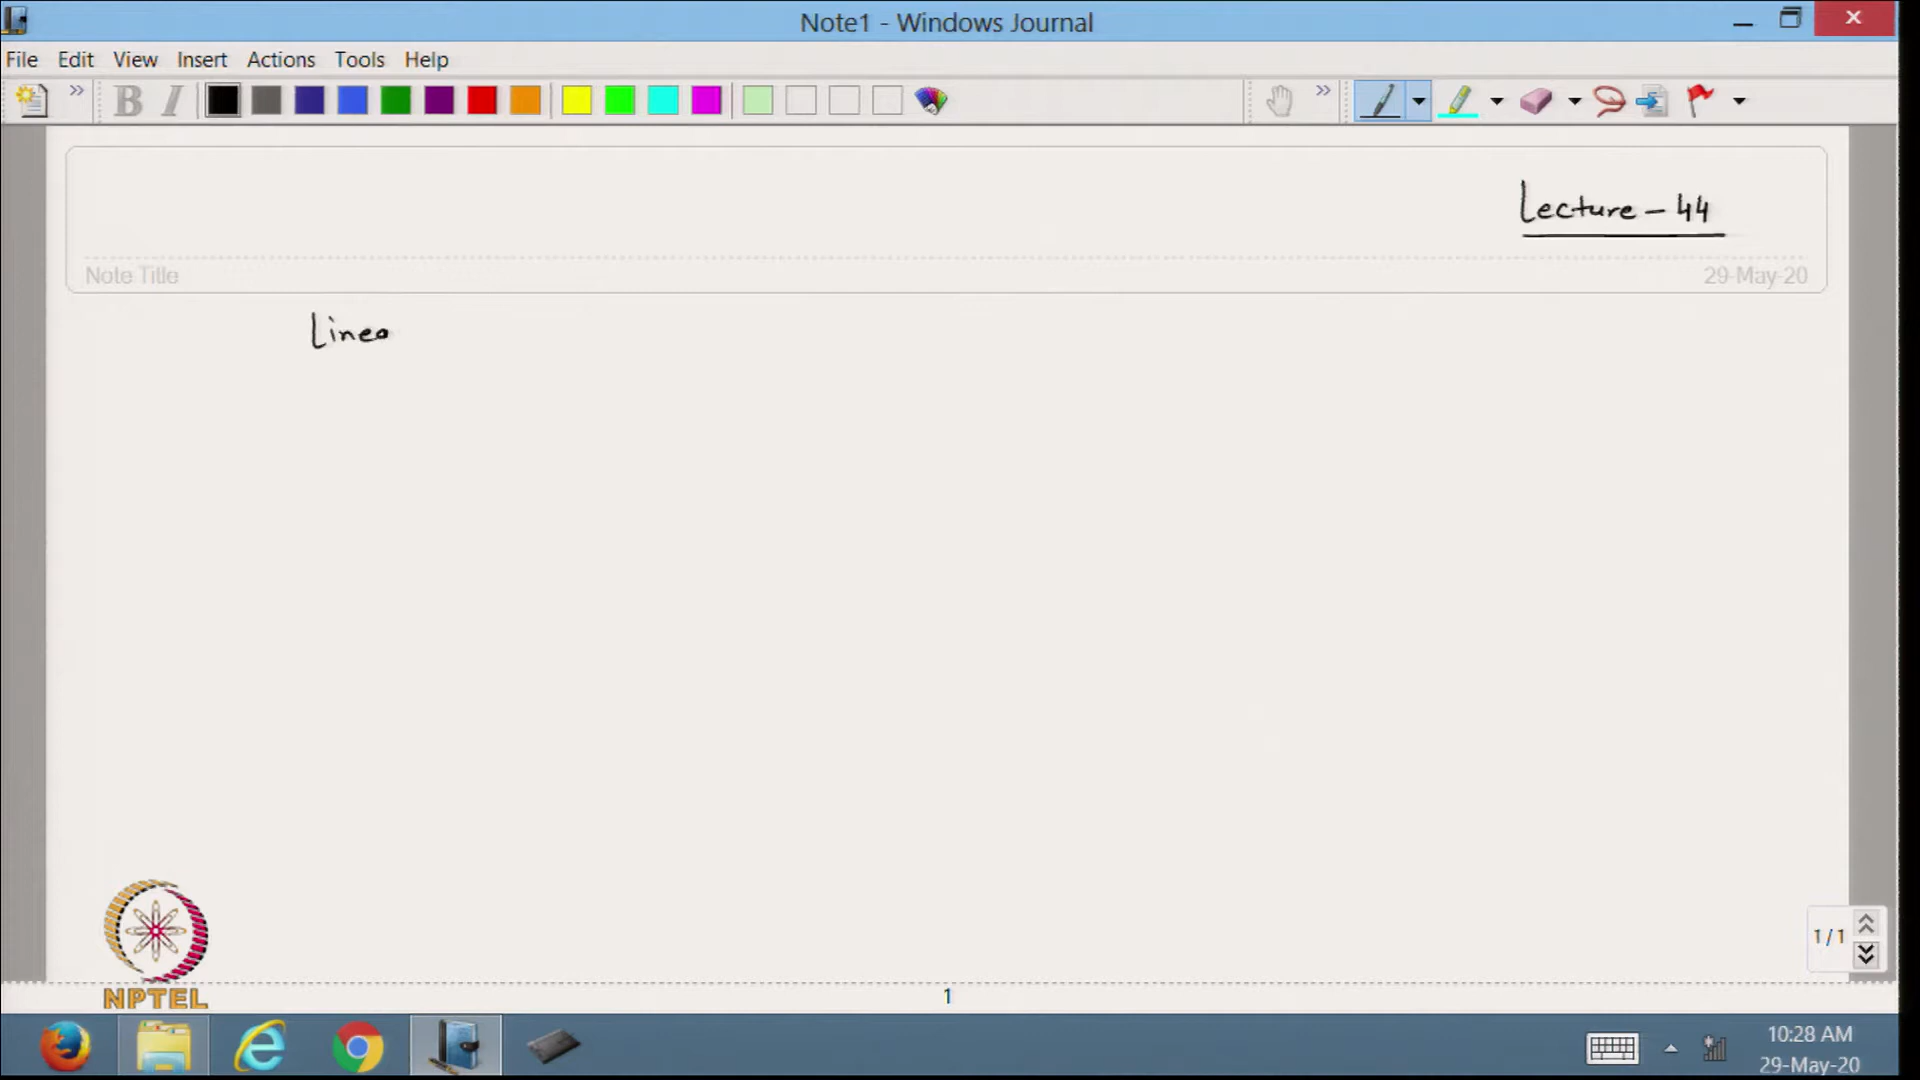 Note1 - Windows Journal
File Edit View Insert Actions Tools Help
B I
Lecture - 44
Note Title 29-May-20
Linea
1 / 1
NPTEL
1
10:28 AM
29-May-20